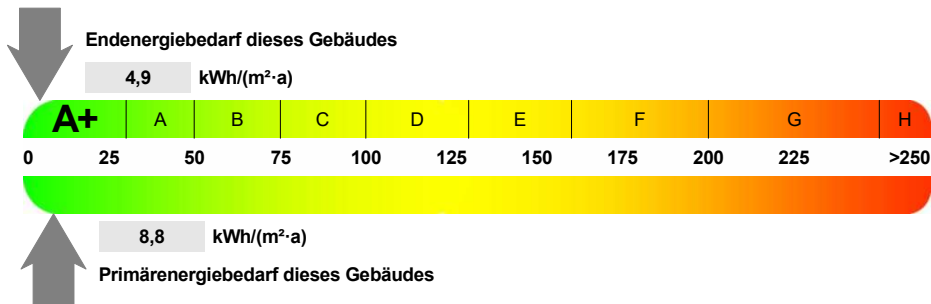 Endenergiebedarf dieses Gebäudes
4,9 kWh/(m²·a)
A+ A B C D E F G H
0 25 50 75 100 125 150 175 200 225 >250
8,8 kWh/(m²·a)
Primärenergiebedarf dieses Gebäudes